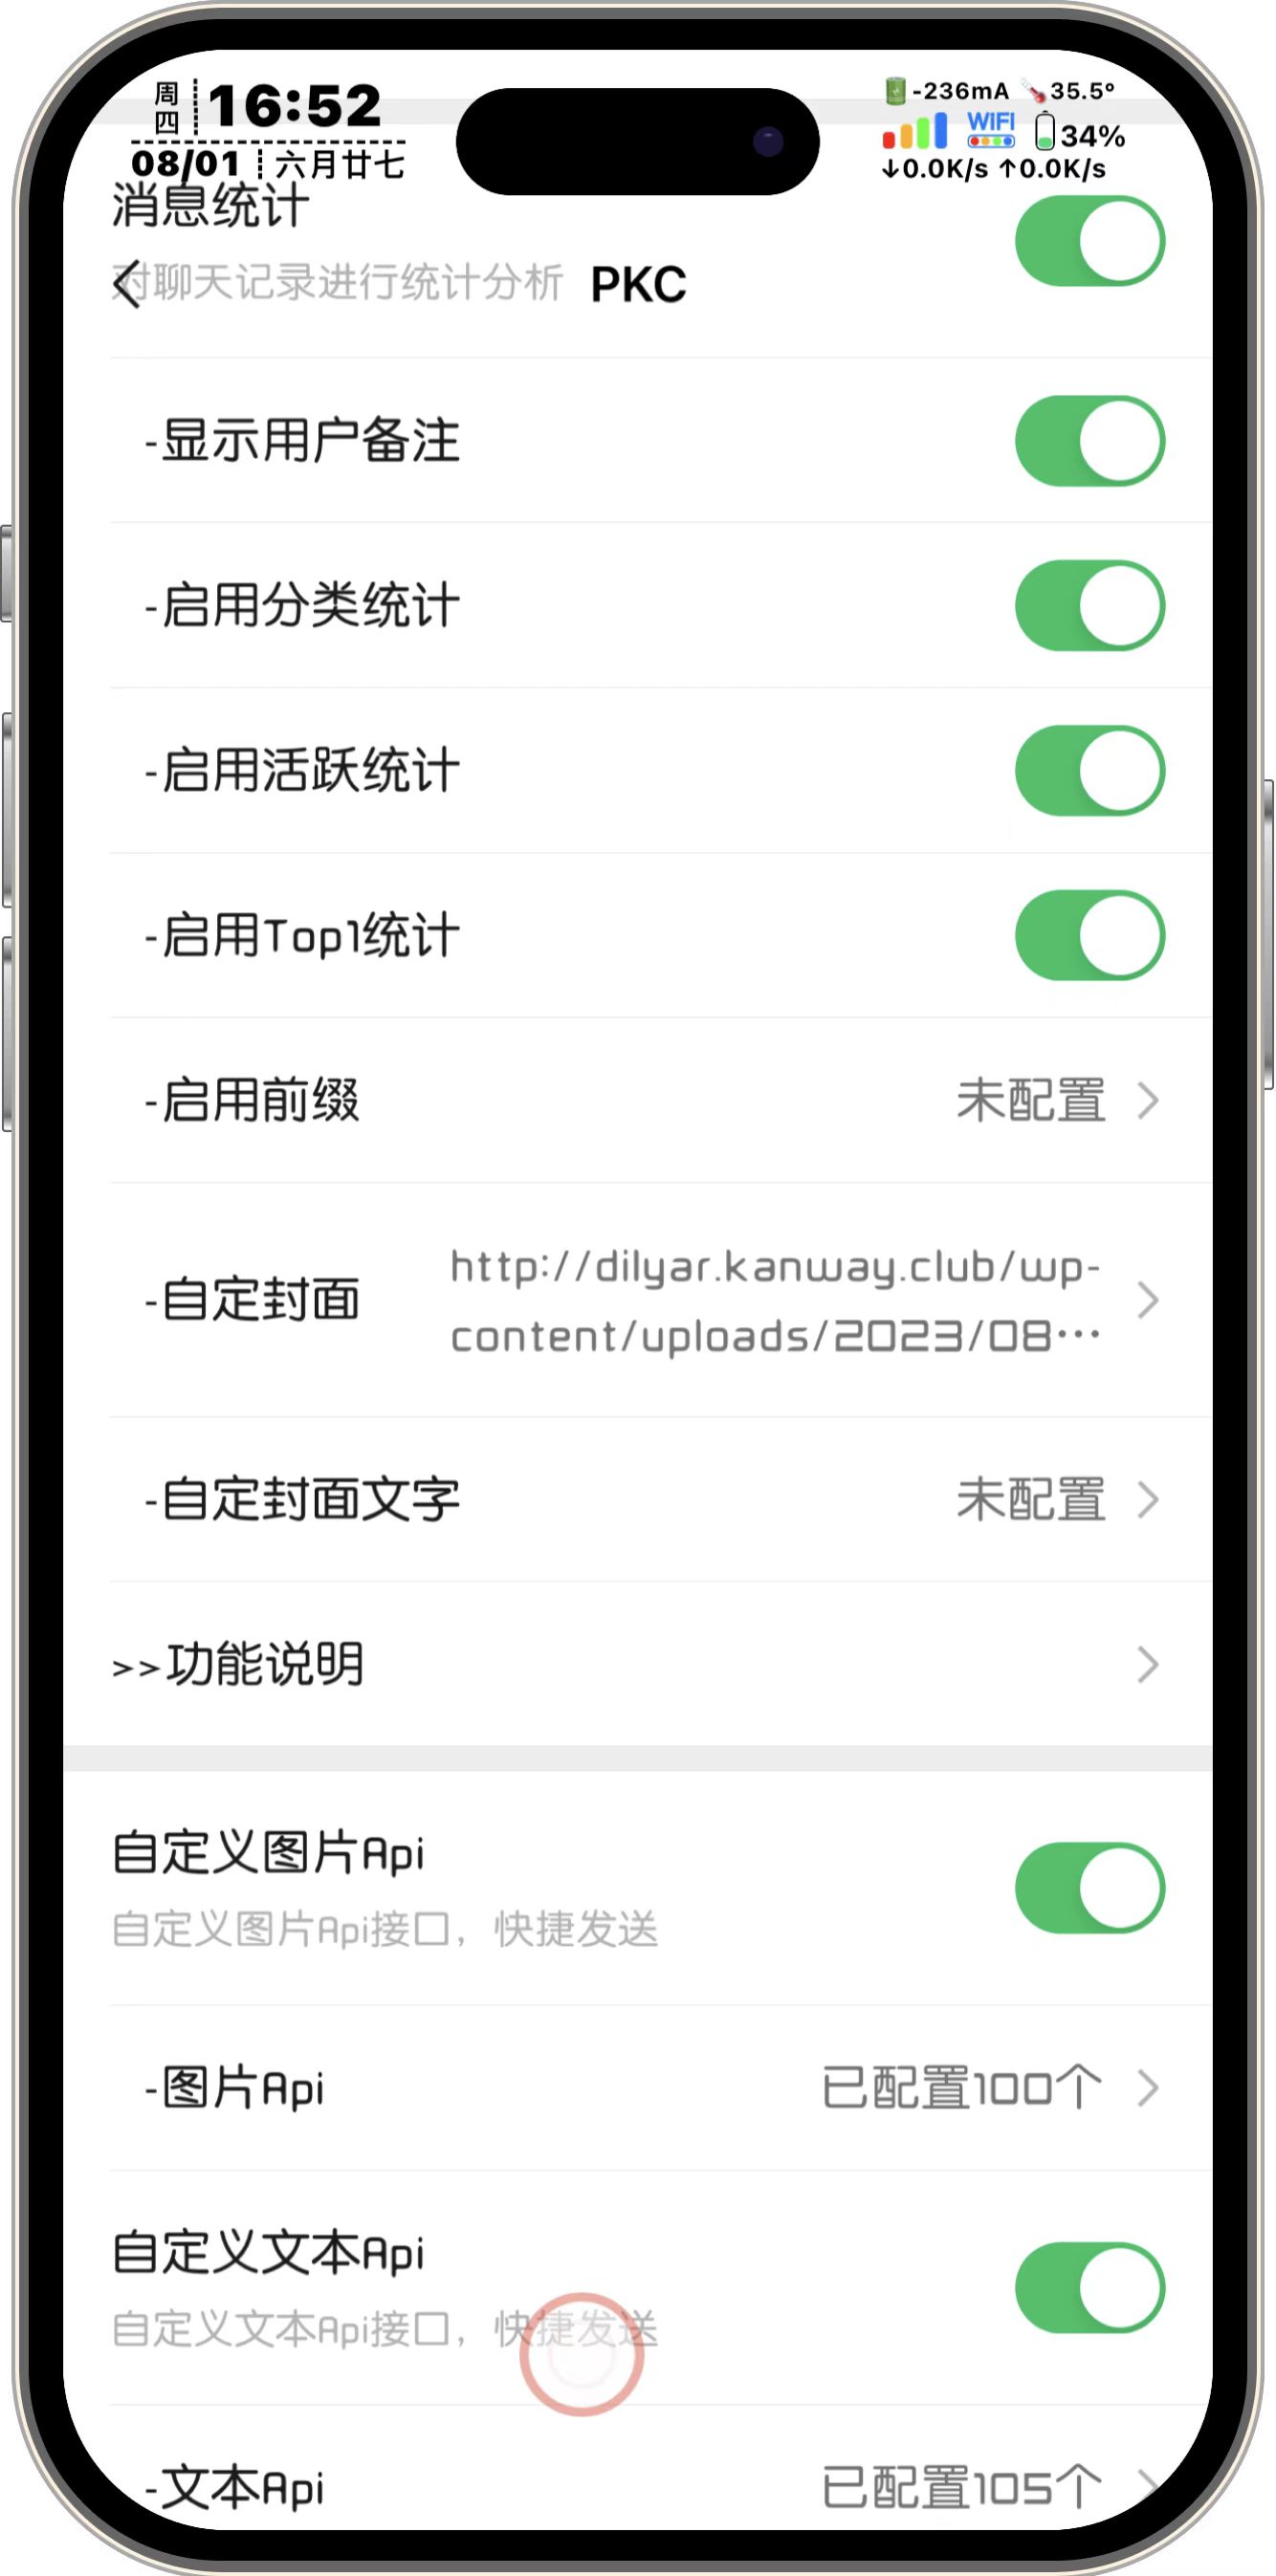 周四 16:52
08/01 六月廿七
-236mA 35.5°
WiFi 34%
↓0.0K/s ↑0.0K/s
消息统计
对聊天记录进行统计分析
PKC
-显示用户备注
-启用分类统计
-启用活跃统计
-启用Top1统计
-启用前缀 未配置
-自定封面
http://dilyar.kanway.club/wp-
content/uploads/2023/08···
-自定封面文字 未配置
>>功能说明
自定义图片Api
自定义图片Api接口，快捷发送
-图片Api 已配置100个
自定义文本Api
自定义文本Api接口，快捷发送
-文本Api 已配置105个